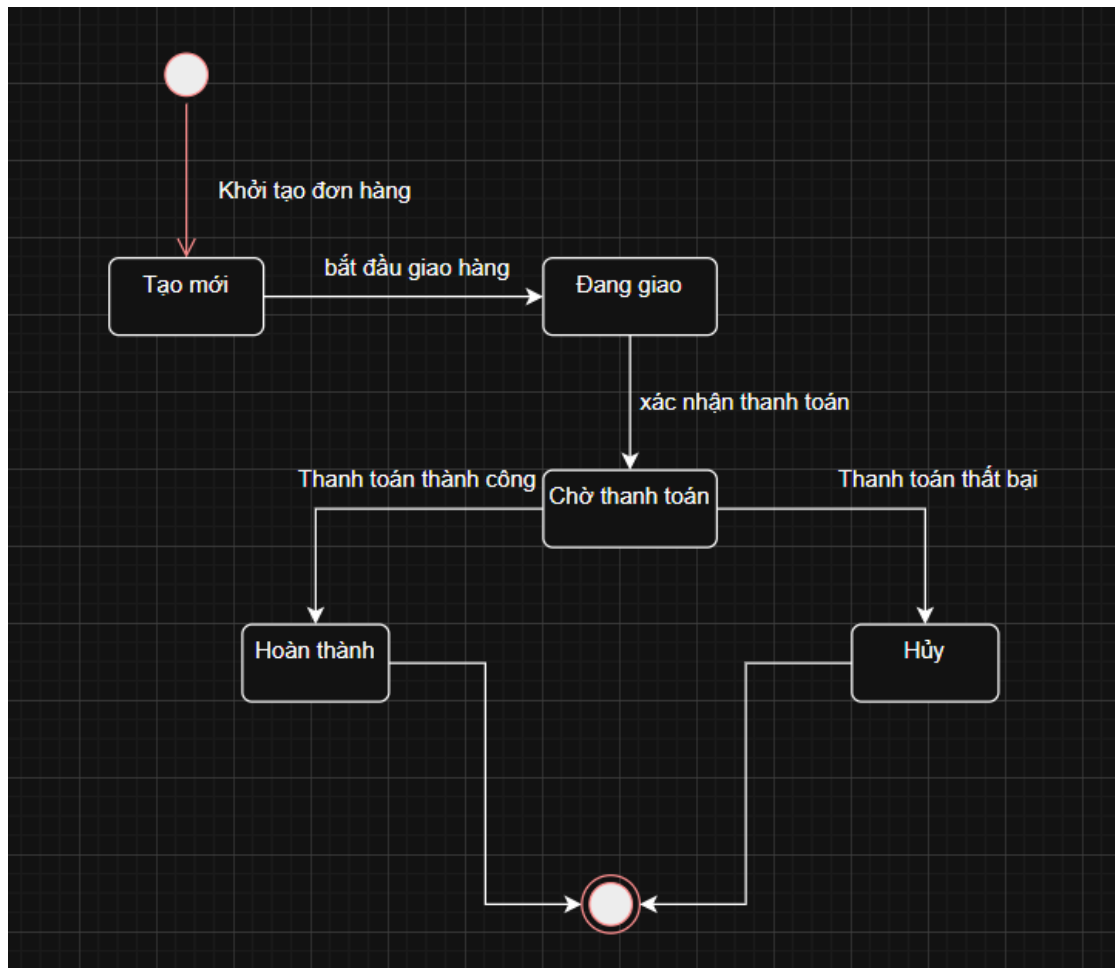 Khởi tạo đơn hàng
Tạo mới
bắt đầu giao hàng
Đang giao
xác nhận thanh toán
Thanh toán thành công
Chờ thanh toán
Thanh toán thất bại
Hoàn thành
Hủy